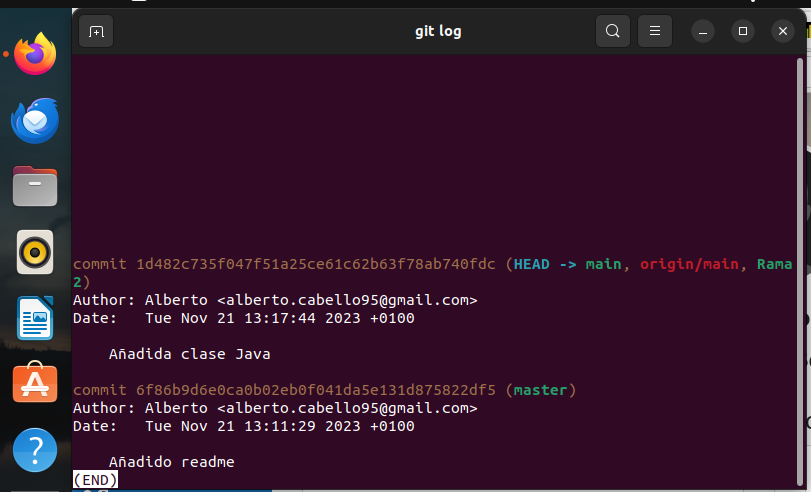 git log
commit 1d482c735f047f51a25ce61c62b63f78ab740fdc (HEAD -> main, origin/main, Rama
2)
Author: Alberto <alberto.cabello95@gmail.com>
Date:   Tue Nov 21 13:17:44 2023 +0100
Añadida clase Java
commit 6f86b9d6e0ca0b02eb0f041da5e131d875822df5 (master)
Author: Alberto <alberto.cabello95@gmail.com>
Date:   Tue Nov 21 13:11:29 2023 +0100
Añadido readme
(END)